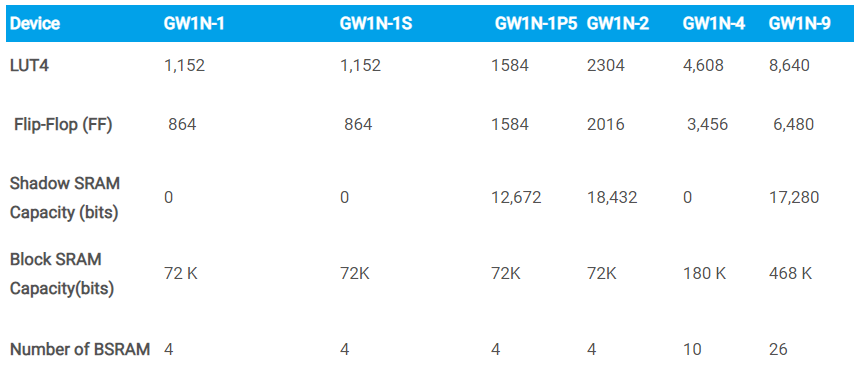 Device GW1N-1 GW1N-1S GW1N-1P5 GW1N-2 GW1N-4 GW1N-9
LUT4 1,152 1,152 1584 2304 4,608 8,640
Flip-Flop (FF) 864 864 1584 2016 3,456 6,480
Shadow SRAM
Capacity (bits) 0 0 12,672 18,432 0 17,280
Block SRAM
Capacity(bits) 72 K 72K 72K 72K 180 K 468 K
Number of BSRAM 4 4 4 4 10 26